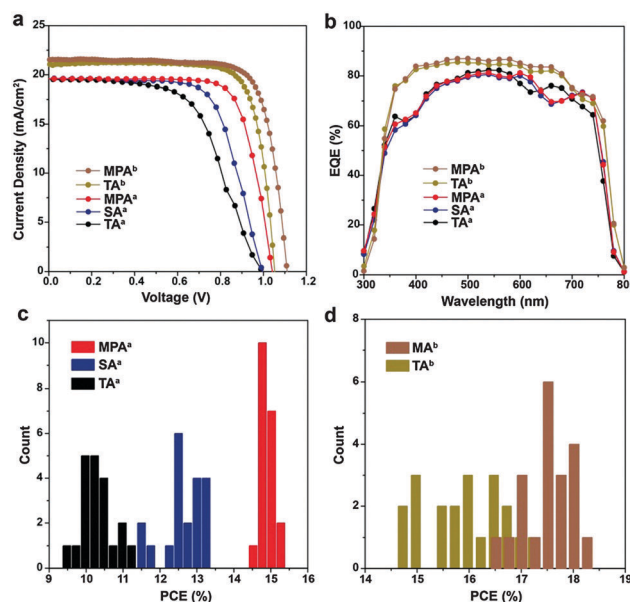 a
Current Density (mA/cm²)
25
20
15
10
5
0
MPAᵇ
TAᵇ
MPAᵃ
SAᵃ
TAᵃ
0.0 0.2 0.4 0.6 0.8 1.0 1.2
Voltage (V)
b
EQE (%)
100
80
60
40
20
0
MPAᵇ
TAᵇ
MPAᵃ
SAᵃ
TAᵃ
300 400 500 600 700 80
Wavelength (nm)
c
Count
10
8
6
4
2
0
MPAᵃ
SAᵃ
TAᵃ
9 10 11 12 13 14 15 16
PCE (%)
d
Count
8
6
4
2
0
MAᵇ
TAᵇ
14 15 16 17 18 19
PCE (%)